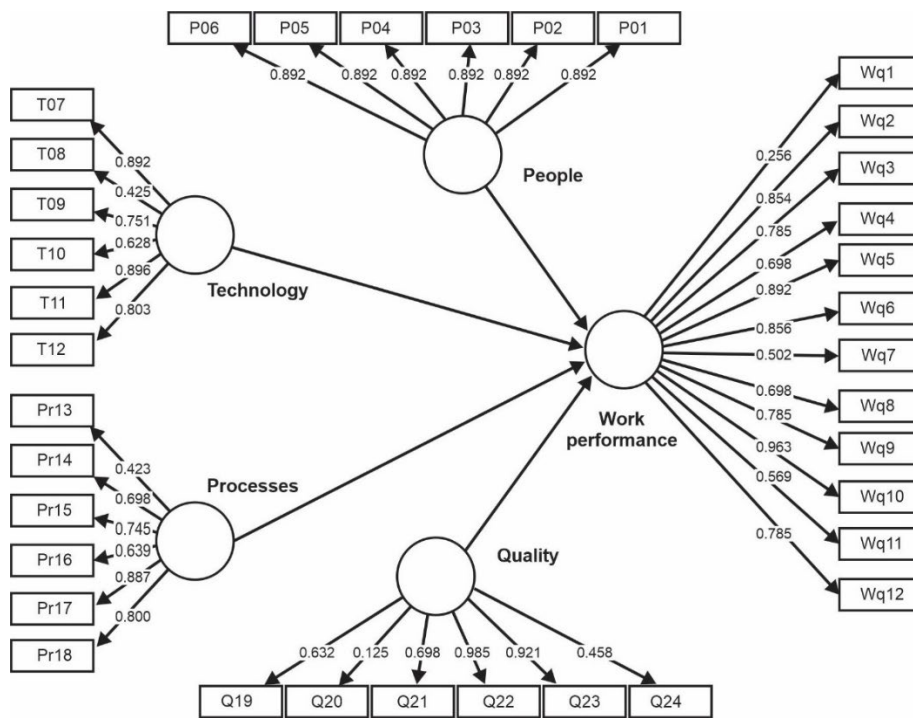 P06 P05 P04 P03 P02 P01
0.892 0.892 0.892 0.892 0.892 0.892
People
T07
T08
T09
T10
T11
T12
0.892
0.425
0.751
0.628
0.896
0.803
Technology
Pr13
Pr14
Pr15
Pr16
Pr17
Pr18
0.423
0.698
0.745
0.639
0.887
0.800
Processes
Quality
0.632 0.125 0.698 0.985 0.921 0.458
Q19 Q20 Q21 Q22 Q23 Q24
Work
performance
0.256
0.854
0.785
0.698
0.892
0.856
0.502
0.698
0.785
0.963
0.569
0.785
Wq1
Wq2
Wq3
Wq4
Wq5
Wq6
Wq7
Wq8
Wq9
Wq10
Wq11
Wq12